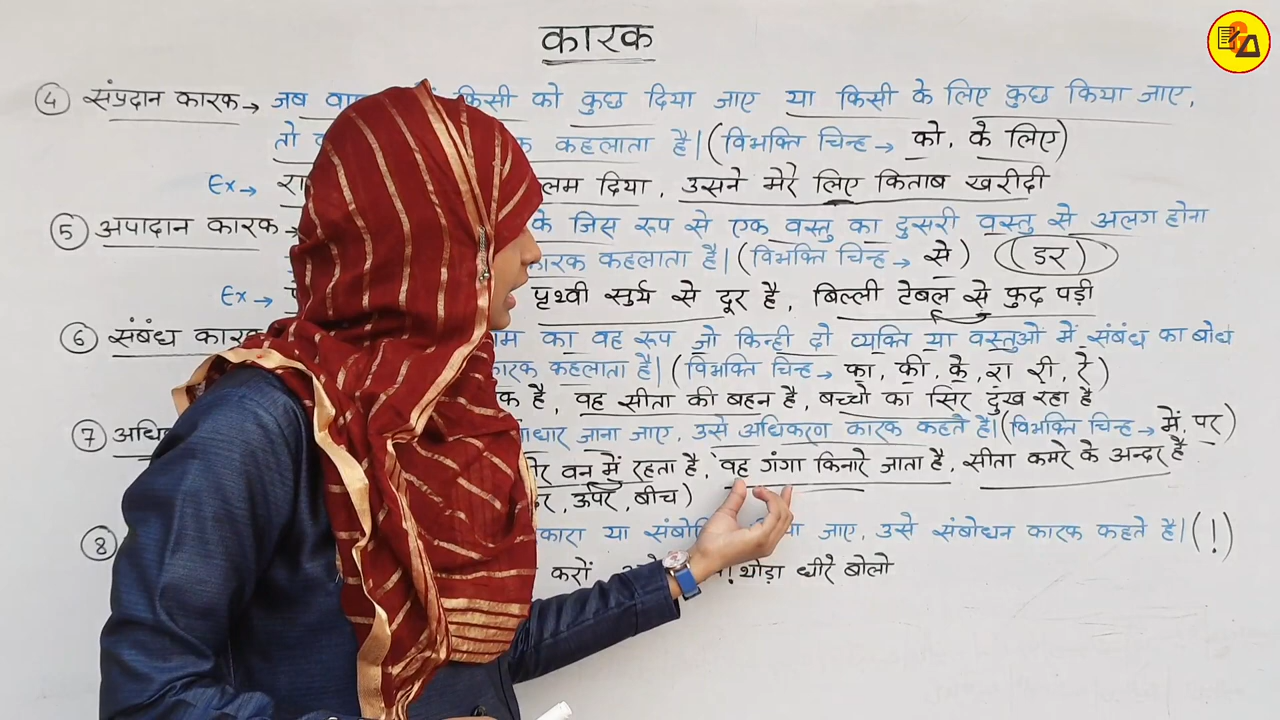 कारक
④ संप्रदान कारक → जब किसी को कुछ दिया जाए या किसी के लिए कुछ किया जाए,
तो कहलाता है। (विभक्ति चिन्ह → को, के लिए)
Ex → दिया, उसने मेरे लिए किताब खरीदी
⑤ अपादान कारक → के जिस रूप से एक वस्तु का दुसरी वस्तु से अलग होना
कारक कहलाता है। (विभक्ति चिन्ह → से) (डर)
Ex → पृथ्वी सुर्य से दूर है, बिल्ली टेबल से कुद पड़ी
⑥ संबंध कारक का वह रूप जो किन्ही दो व्यक्ति या वस्तुओं में संबंध का बोध
कारक कहलाता है। (विभक्ति चिन्ह → का, की, के, रा री, रे)
है, वह सीता की बहन है, बच्चों का सिर दुख रहा है
⑦ आधार जाना जाए, उसे अधिकरण कारक कहते है। (विभक्ति चिन्ह → में, पर)
वन में रहता है, वह गंगा किनारे जाता है, सीता कमरे के अन्दर है
ऊपर, बीच)
⑧ या जाए, उसे संबोधन कारक कहते है। (!)
करों ! थोड़ा धीरे बोलो